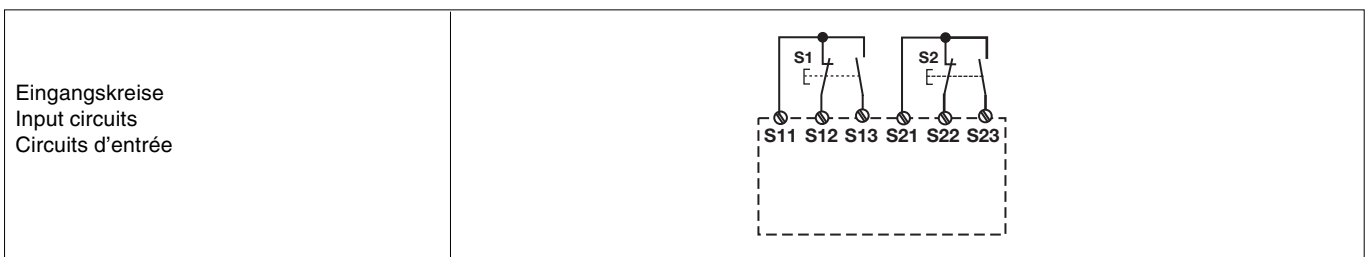 Eingangskreise
Input circuits
Circuits d'entrée
S1 S2
S11 S12 S13 S21 S22 S23